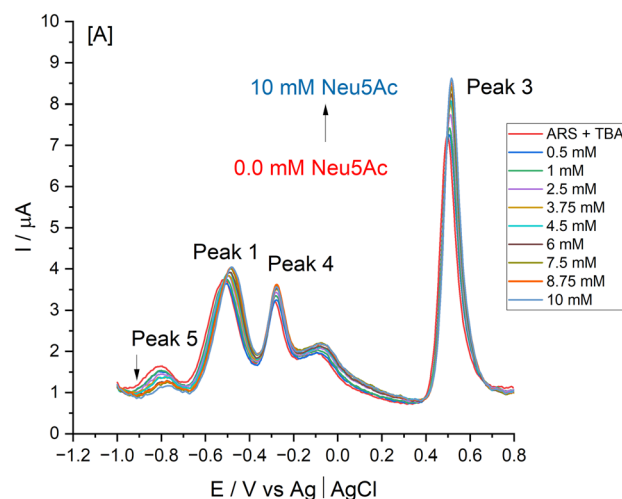 [A]
10 mM Neu5Ac
0.0 mM Neu5Ac
Peak 3
Peak 1
Peak 4
Peak 5
ARS + TBA
0.5 mM
1 mM
2.5 mM
3.75 mM
4.5 mM
6 mM
7.5 mM
8.75 mM
10 mM
I / μA
10
9
8
7
6
5
4
3
2
1
0
−1.2 −1.0 −0.8 −0.6 −0.4 −0.2 0.0 0.2 0.4 0.6 0.8
E / V vs Ag | AgCl